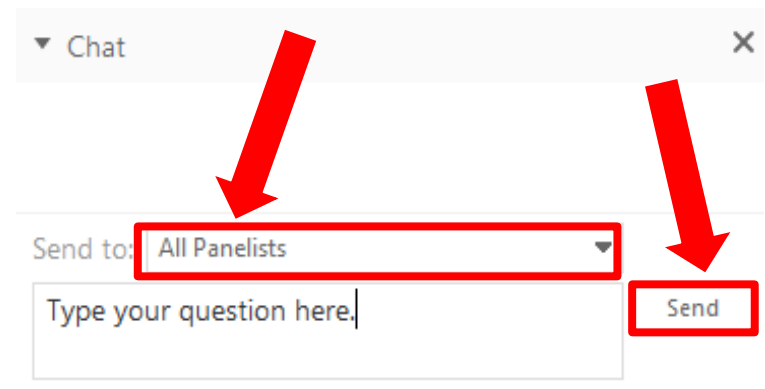 Chat
Send to: All Panelists
Type your question here.
Send